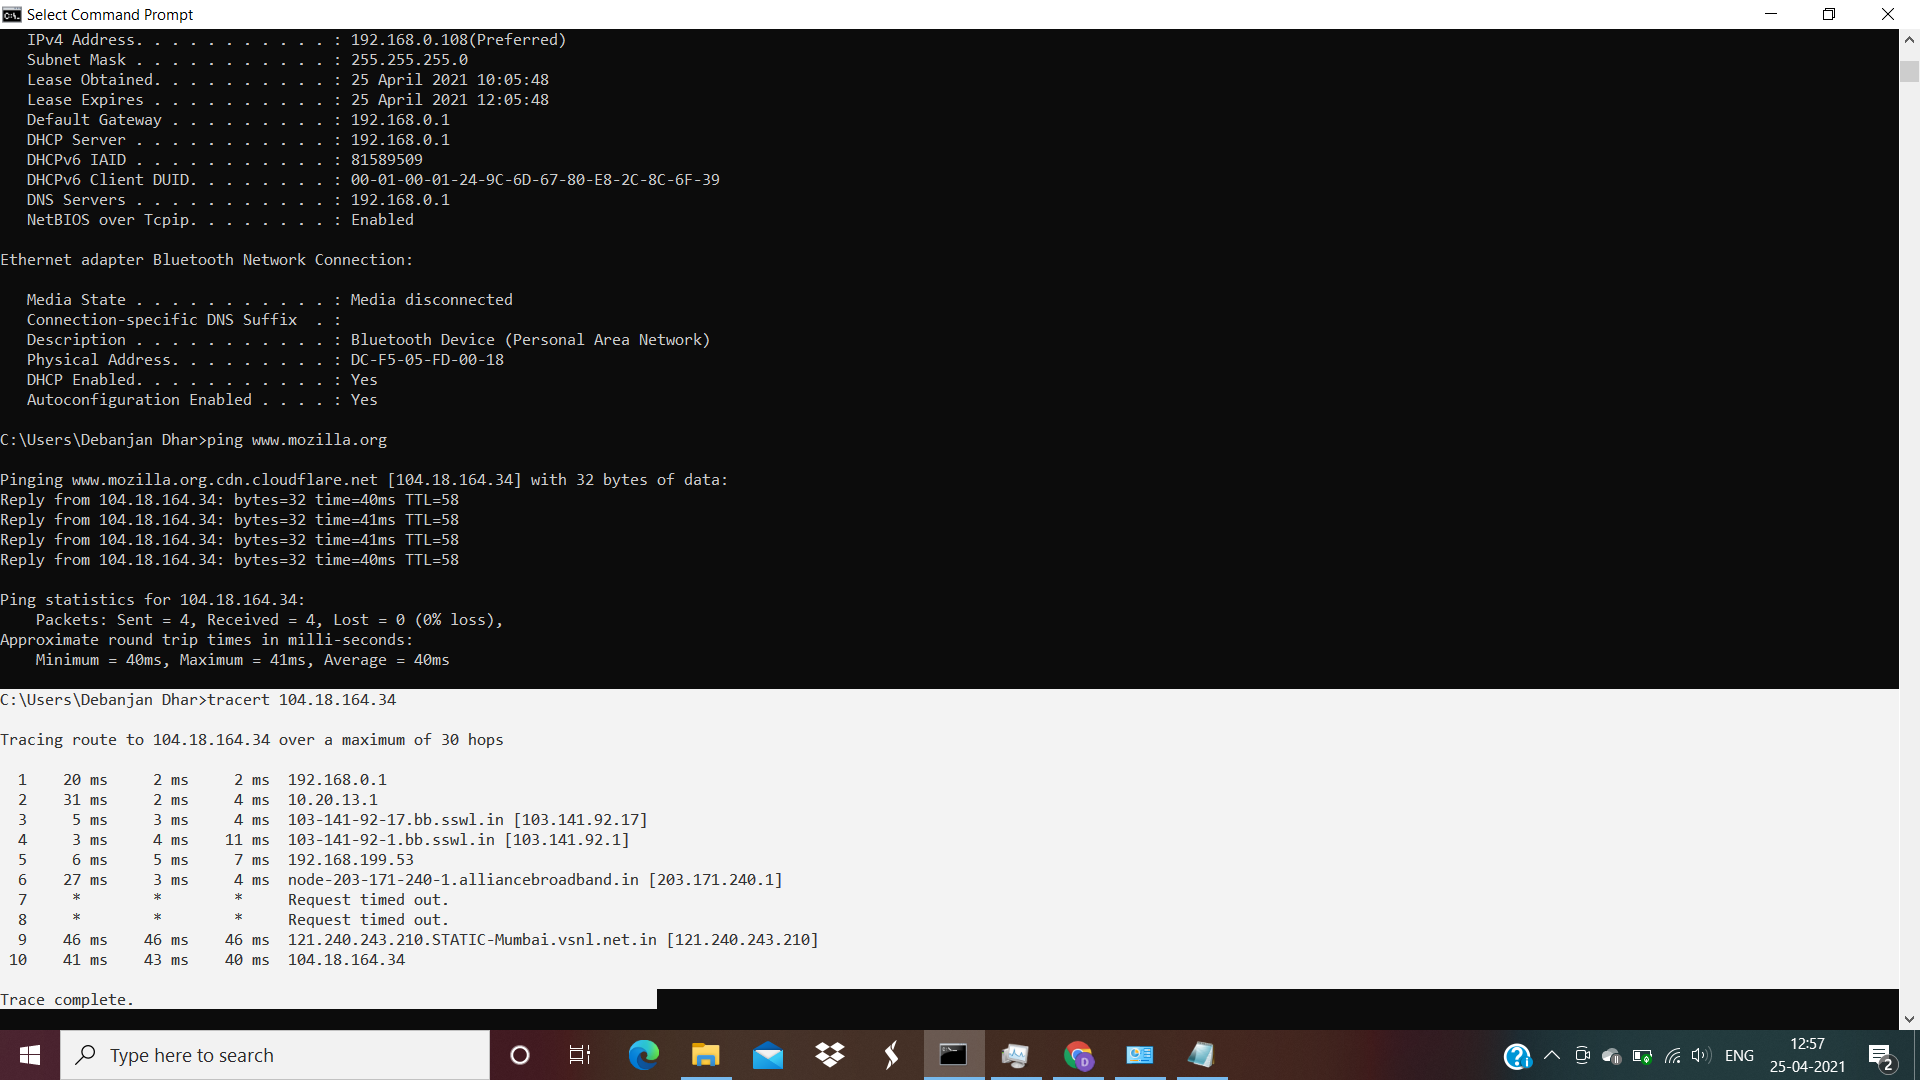 Select Command Prompt
   IPv4 Address. . . . . . . . . . . : 192.168.0.108(Preferred)
   Subnet Mask . . . . . . . . . . . : 255.255.255.0
   Lease Obtained. . . . . . . . . . : 25 April 2021 10:05:48
   Lease Expires . . . . . . . . . . : 25 April 2021 12:05:48
   Default Gateway . . . . . . . . . : 192.168.0.1
   DHCP Server . . . . . . . . . . . : 192.168.0.1
   DHCPv6 IAID . . . . . . . . . . . : 81589509
   DHCPv6 Client DUID. . . . . . . . : 00-01-00-01-24-9C-6D-67-80-E8-2C-8C-6F-39
   DNS Servers . . . . . . . . . . . : 192.168.0.1
   NetBIOS over Tcpip. . . . . . . . : Enabled

Ethernet adapter Bluetooth Network Connection:

   Media State . . . . . . . . . . . : Media disconnected
   Connection-specific DNS Suffix  . :
   Description . . . . . . . . . . . : Bluetooth Device (Personal Area Network)
   Physical Address. . . . . . . . . : DC-F5-05-FD-00-18
   DHCP Enabled. . . . . . . . . . . : Yes
   Autoconfiguration Enabled . . . . : Yes

C:\Users\Debanjan Dhar>ping www.mozilla.org

Pinging www.mozilla.org.cdn.cloudflare.net [104.18.164.34] with 32 bytes of data:
Reply from 104.18.164.34: bytes=32 time=40ms TTL=58
Reply from 104.18.164.34: bytes=32 time=41ms TTL=58
Reply from 104.18.164.34: bytes=32 time=41ms TTL=58
Reply from 104.18.164.34: bytes=32 time=40ms TTL=58

Ping statistics for 104.18.164.34:
    Packets: Sent = 4, Received = 4, Lost = 0 (0% loss),
Approximate round trip times in milli-seconds:
    Minimum = 40ms, Maximum = 41ms, Average = 40ms

C:\Users\Debanjan Dhar>tracert 104.18.164.34

Tracing route to 104.18.164.34 over a maximum of 30 hops

  1    20 ms     2 ms     2 ms  192.168.0.1
  2    31 ms     2 ms     4 ms  10.20.13.1
  3     5 ms     3 ms     4 ms  103-141-92-17.bb.sswl.in [103.141.92.17]
  4     3 ms     4 ms    11 ms  103-141-92-1.bb.sswl.in [103.141.92.1]
  5     6 ms     5 ms     7 ms  192.168.199.53
  6    27 ms     3 ms     4 ms  node-203-171-240-1.alliancebroadband.in [203.171.240.1]
  7     *        *        *     Request timed out.
  8     *        *        *     Request timed out.
  9    46 ms    46 ms    46 ms  121.240.243.210.STATIC-Mumbai.vsnl.net.in [121.240.243.210]
 10    41 ms    43 ms    40 ms  104.18.164.34

Trace complete.
Type here to search
ENG
12:57
25-04-2021
2